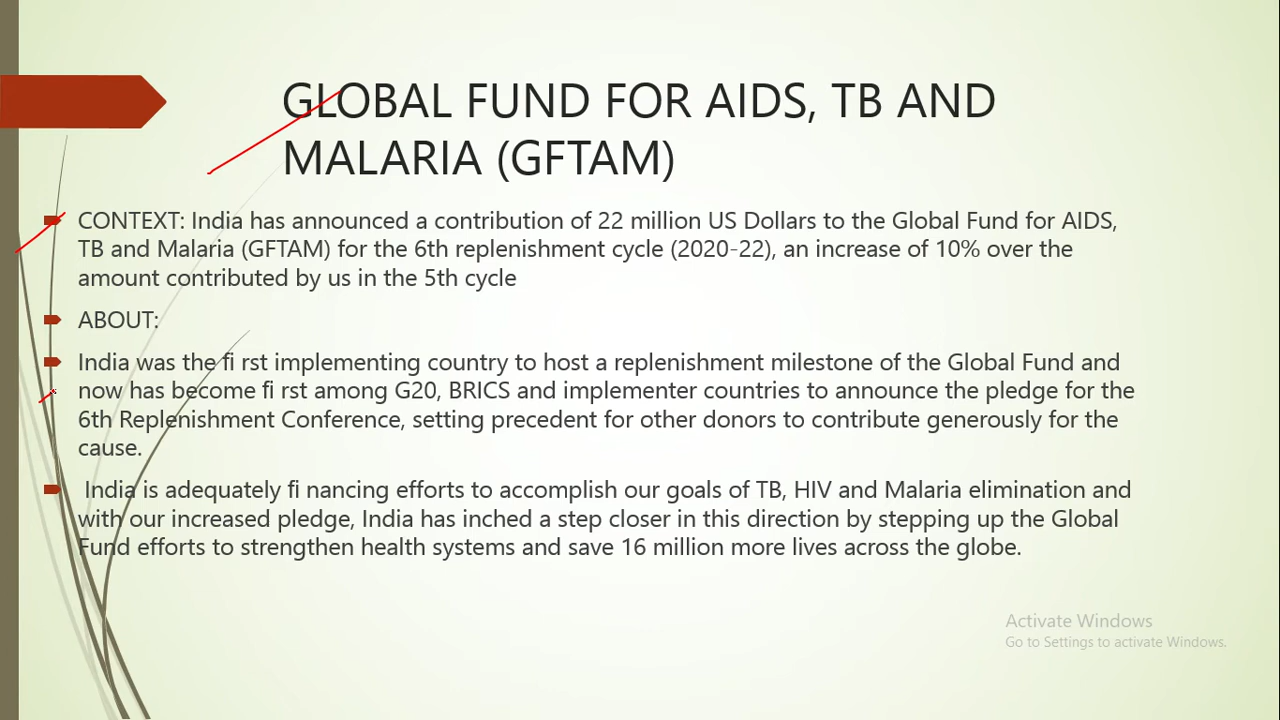 GLOBAL FUND FOR AIDS, TB AND
MALARIA (GFTAM)
CONTEXT: India has announced a contribution of 22 million US Dollars to the Global Fund for AIDS,
TB and Malaria (GFTAM) for the 6th replenishment cycle (2020-22), an increase of 10% over the
amount contributed by us in the 5th cycle
ABOUT:
India was the fi rst implementing country to host a replenishment milestone of the Global Fund and
now has become fi rst among G20, BRICS and implementer countries to announce the pledge for the
6th Replenishment Conference, setting precedent for other donors to contribute generously for the
cause.
India is adequately fi nancing efforts to accomplish our goals of TB, HIV and Malaria elimination and
with our increased pledge, India has inched a step closer in this direction by stepping up the Global
Fund efforts to strengthen health systems and save 16 million more lives across the globe.
Activate Windows
Go to Settings to activate Windows.